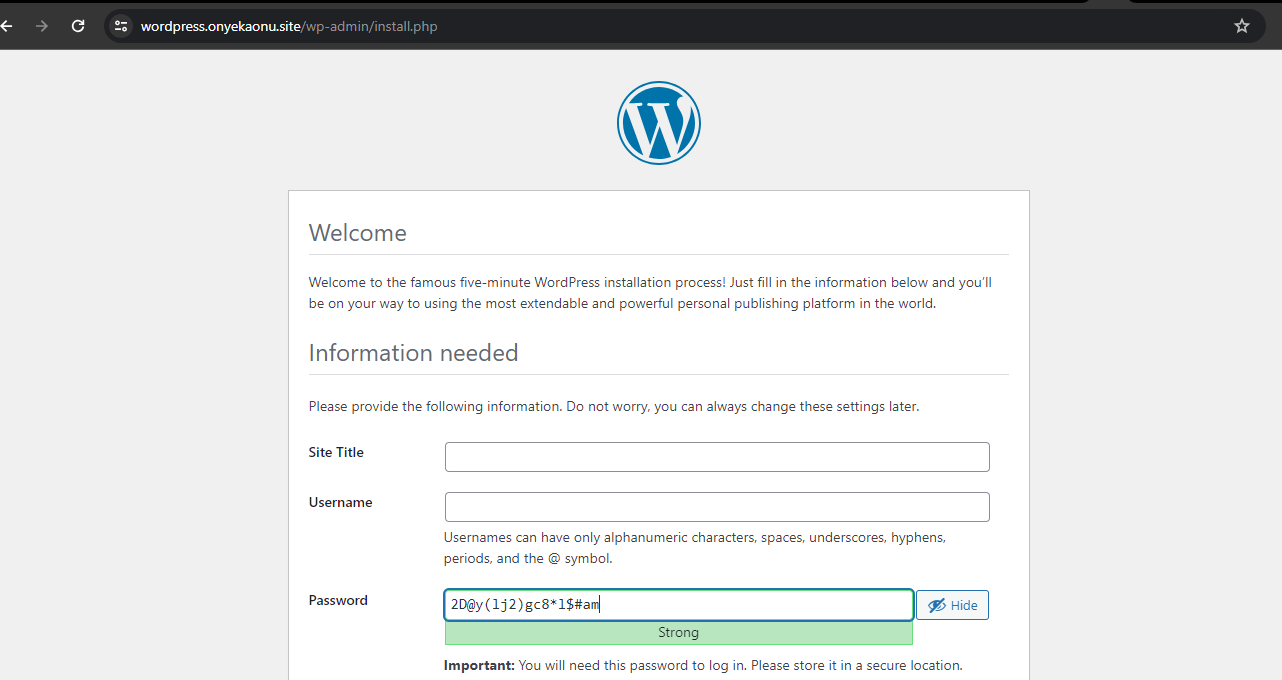 wordpress.onyekaonu.site/wp-admin/install.php
W
Welcome
Welcome to the famous five-minute WordPress installation process! Just fill in the information below and you’ll
be on your way to using the most extendable and powerful personal publishing platform in the world.
Information needed
Please provide the following information. Do not worry, you can always change these settings later.
Site Title
Username
Usernames can have only alphanumeric characters, spaces, underscores, hyphens,
periods, and the @ symbol.
Password
2D@y(lj2)gc8*l$#am
Hide
Strong
Important: You will need this password to log in. Please store it in a secure location.